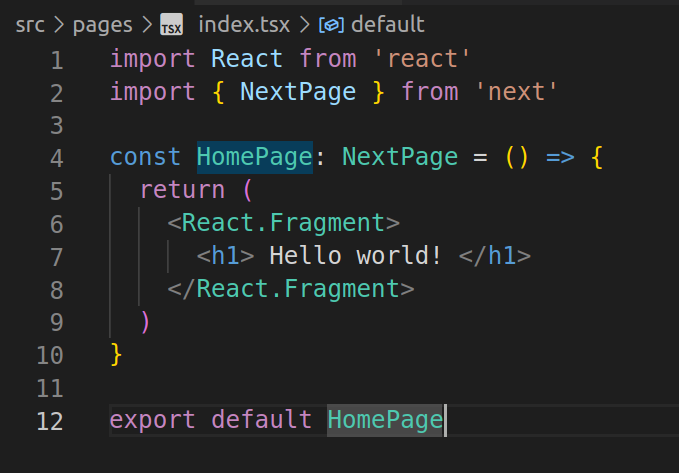 src > pages > TSX index.tsx > default
1 import React from 'react'
2 import { NextPage } from 'next'
3
4 const HomePage: NextPage = () => {
5   return (
6     <React.Fragment>
7       <h1> Hello world! </h1>
8     </React.Fragment>
9   )
10 }
11
12 export default HomePage